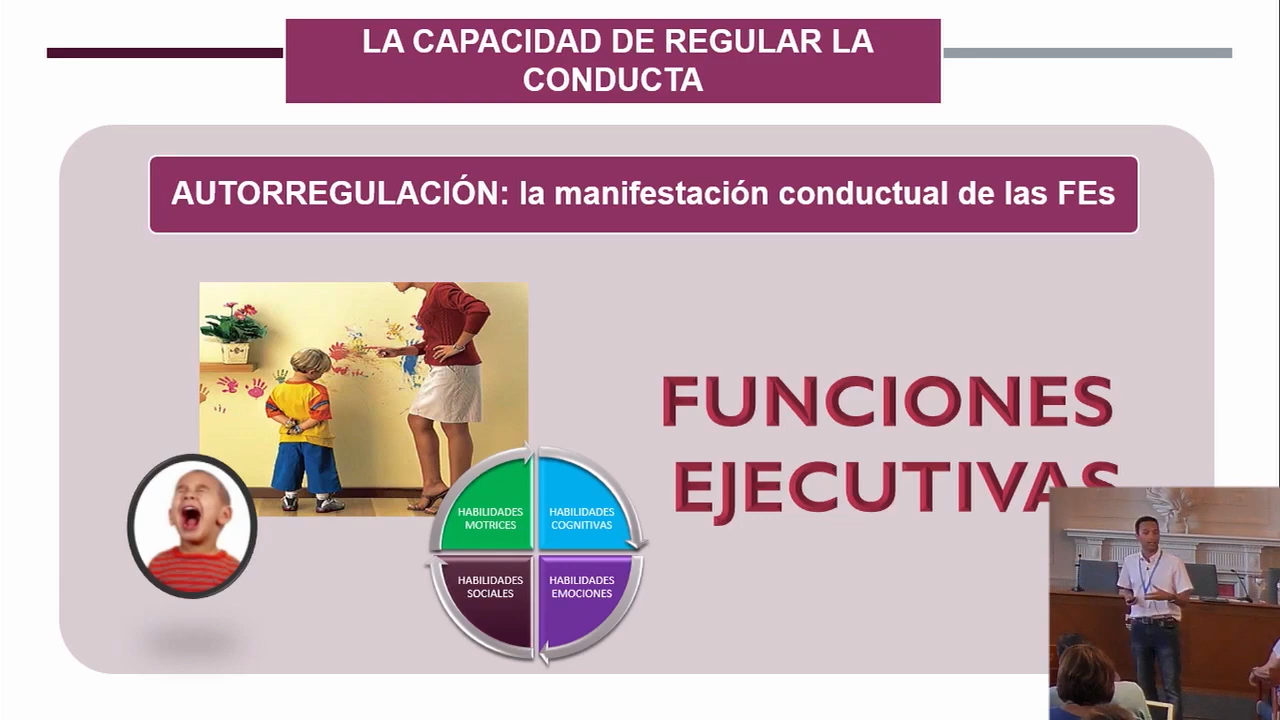 LA CAPACIDAD DE REGULAR LA
CONDUCTA
AUTORREGULACIÓN: la manifestación conductual de las FEs
FUNCIONES
EJECUTIVAS
HABILIDADES
MOTRICES
HABILIDADES
COGNITIVAS
HABILIDADES
SOCIALES
HABILIDADES
EMOCIONES